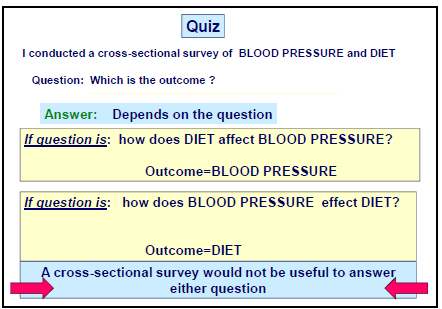 Quiz
I conducted a cross-sectional survey of BLOOD PRESSURE and DIET
Question: Which is the outcome ?
Answer: Depends on the question
If question is: how does DIET affect BLOOD PRESSURE?
Outcome=BLOOD PRESSURE
If question is: how does BLOOD PRESSURE effect DIET?
Outcome=DIET
A cross-sectional survey would not be useful to answer
either question